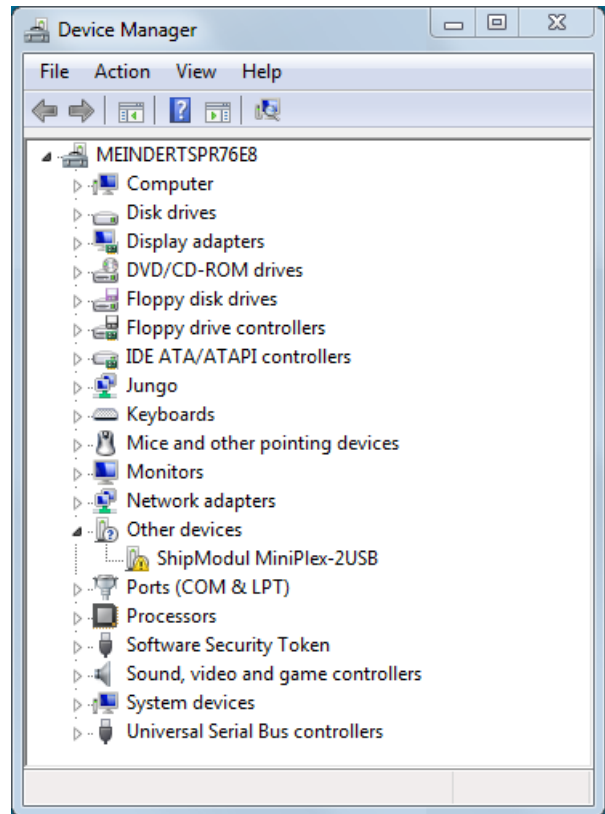 Device Manager
File Action View Help
MEINDERTSPR76E8
Computer
Disk drives
Display adapters
DVD/CD-ROM drives
Floppy disk drives
Floppy drive controllers
IDE ATA/ATAPI controllers
Jungo
Keyboards
Mice and other pointing devices
Monitors
Network adapters
Other devices
ShipModul MiniPlex-2USB
Ports (COM & LPT)
Processors
Software Security Token
Sound, video and game controllers
System devices
Universal Serial Bus controllers